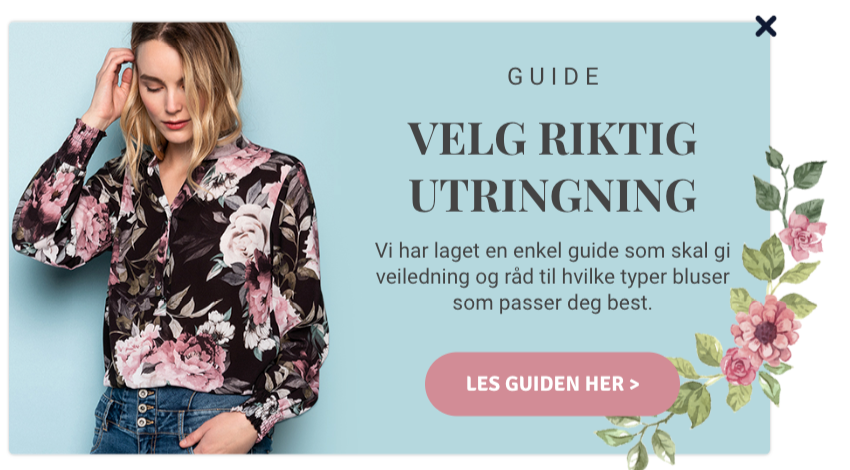 GUIDE
VELG RIKTIG
UTRINGNING
Vi har laget en enkel guide som skal gi
veiledning og råd til hvilke typer bluser
som passer deg best.
LES GUIDEN HER >